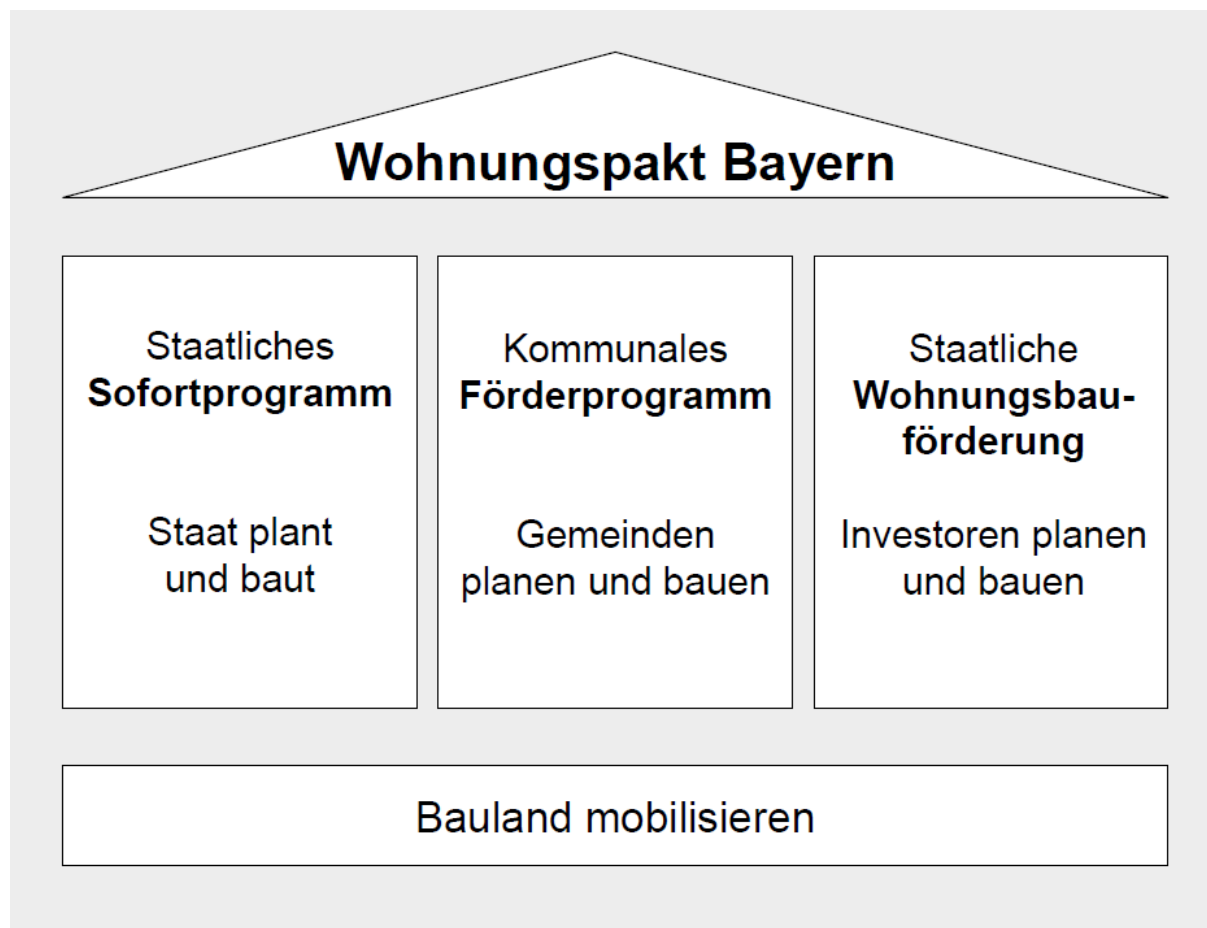 Wohnungspakt Bayern
Staatliches
Sofortprogramm
Staat plant
und baut
Kommunales
Förderprogramm
Gemeinden
planen und bauen
Staatliche
Wohnungsbau-
förderung
Investoren planen
und bauen
Bauland mobilisieren